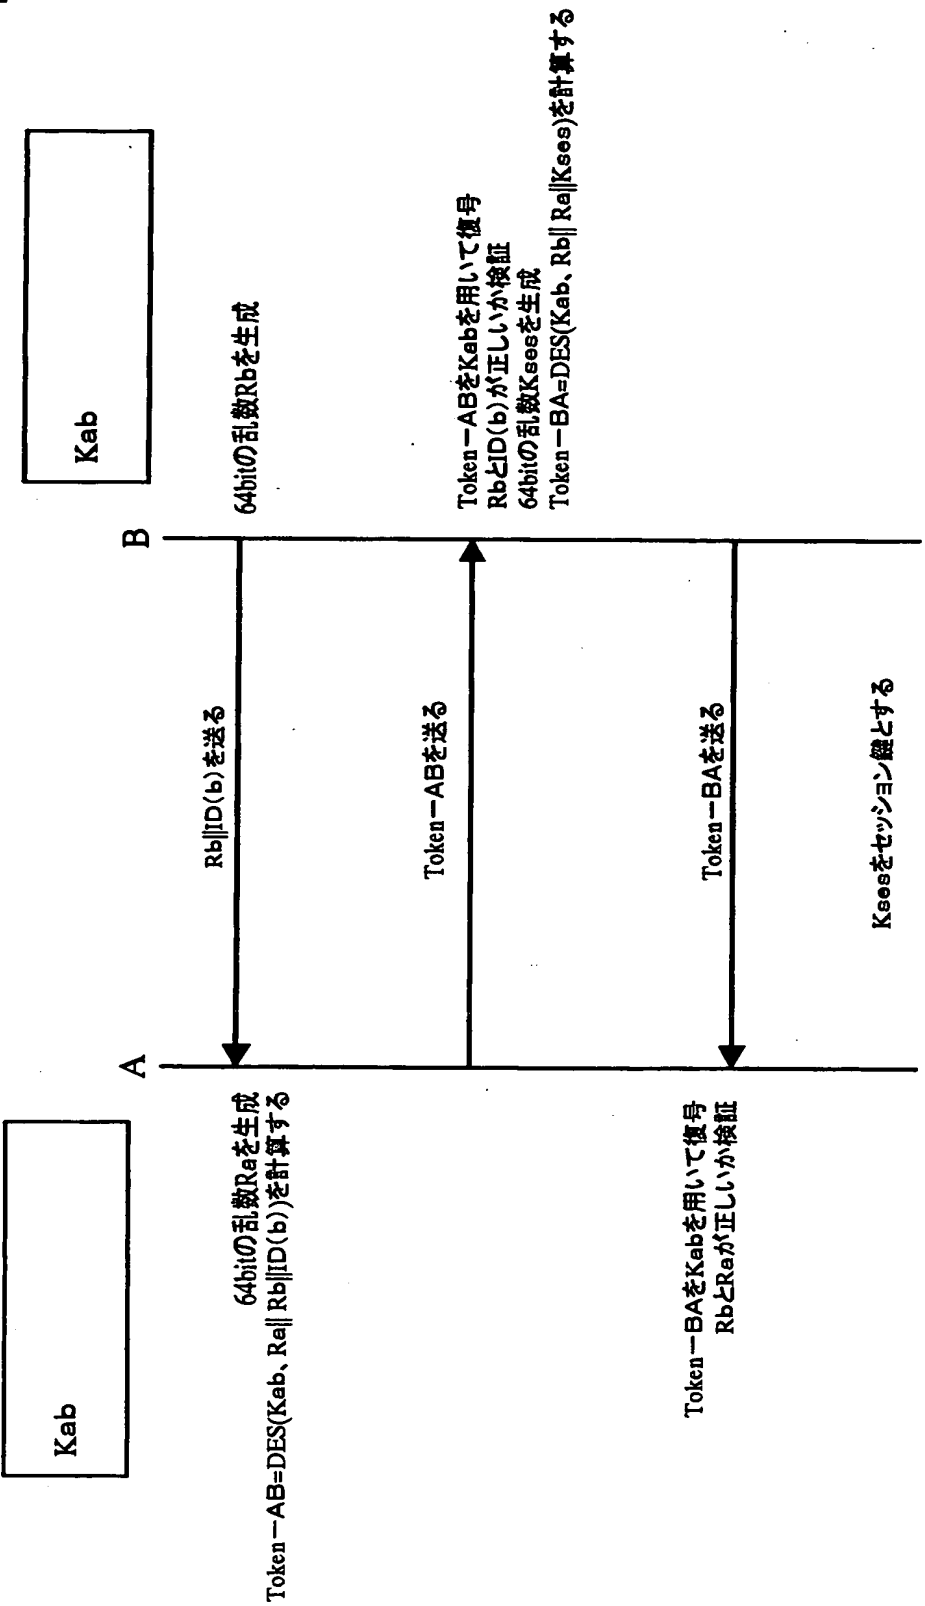 Kab
Kab
A
B
64bitの乱数Rbを生成
Rb||ID(b)を送る
64bitの乱数Raを生成
Token-AB=DES(Kab、Ra|| Rb||ID(b))を計算する
Token-ABを送る
Token-ABをKabを用いて復号
RbとID(b)が正しいか検証
64bitの乱数Ksesを生成
Token-BA=DES(Kab、Rb|| Ra||Kses)を計算する
Token-BAを送る
Token-BAをKabを用いて復号
RbとRaが正しいか検証
Ksesをセッション鍵とする